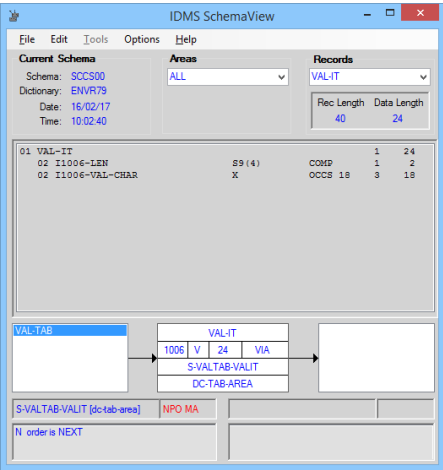 IDMS SchemaView
File Edit Tools Options Help
Current Schema
Schema: SCCS00
Dictionary: ENVR79
Date: 16/02/17
Time: 10:02:40
Areas
ALL
Records
VAL-IT
Rec Length Data Length
40 24
01 VAL-IT 1 24
02 I1006-LEN S9(4) COMP 1 2
02 I1006-VAL-CHAR X OCCS 18 3 18
VAL-TAB
VAL-IT
1006 V 24 VIA
S-VALTAB-VALIT
DC-TAB-AREA
S-VALTAB-VALIT [dc-tab-area] NPO MA
N order is NEXT